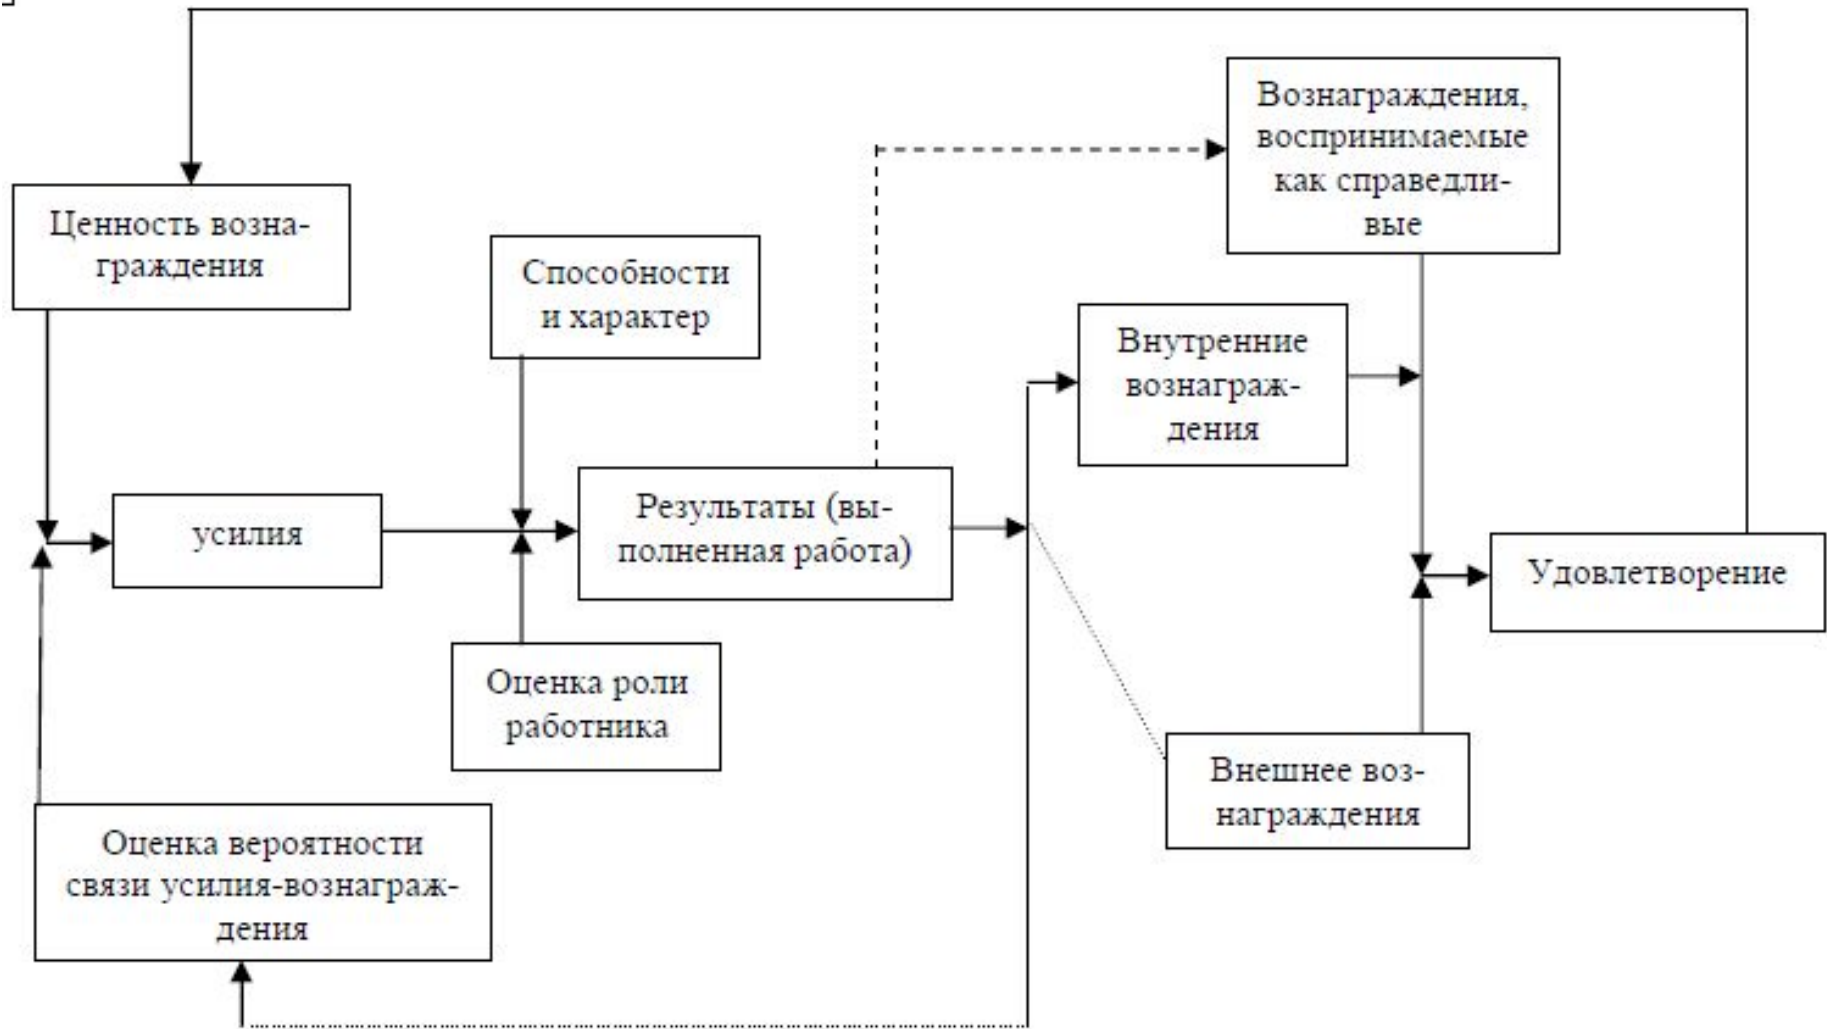 Вознаграждения,
воспринимаемые
как справедли-
вые
Ценность возна-
граждения
Способности
и характер
Внутренние
вознаграж-
дения
усилия
Результаты (вы-
полненная работа)
Удовлетворение
Оценка роли
работника
Внешнее воз-
награждения
Оценка вероятности
связи усилия-вознаграж-
дения